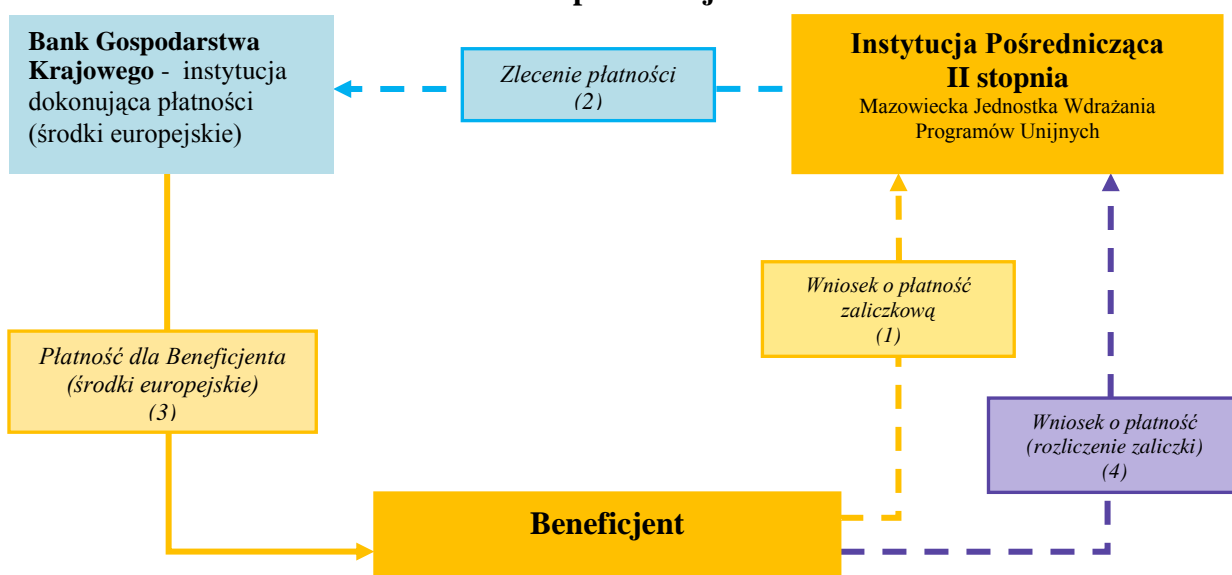 Bank Gospodarstwa
Krajowego - instytucja
dokonująca płatności
(środki europejskie)
Zlecenie płatności
(2)
Instytucja Pośrednicząca
II stopnia
Mazowiecka Jednostka Wdrażania
Programów Unijnych
Wniosek o płatność
zaliczkową
(1)
Płatność dla Beneficjenta
(środki europejskie)
(3)
Wniosek o płatność
(rozliczenie zaliczki)
(4)
Beneficjent